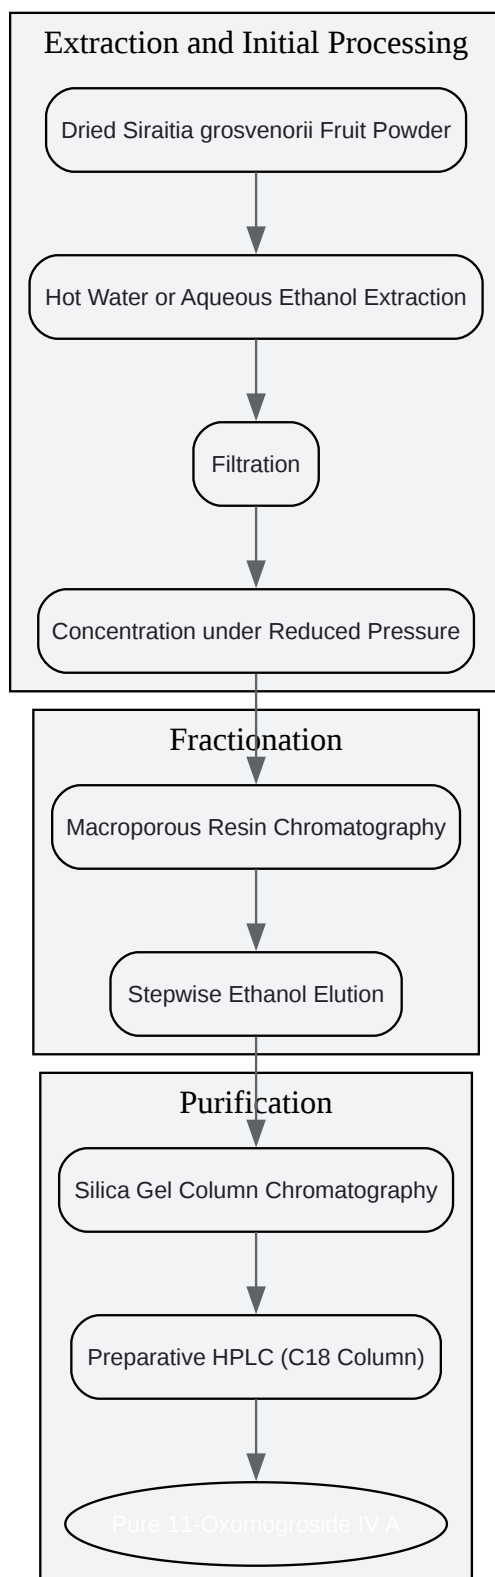 Extraction and Initial Processing
Dried Siraitia grosvenorii Fruit Powder
Hot Water or Aqueous Ethanol Extraction
Filtration
Concentration under Reduced Pressure
Fractionation
Macroporous Resin Chromatography
Stepwise Ethanol Elution
Purification
Silica Gel Column Chromatography
Preparative HPLC (C18 Column)
Pure 11-Oxomogroside IV A